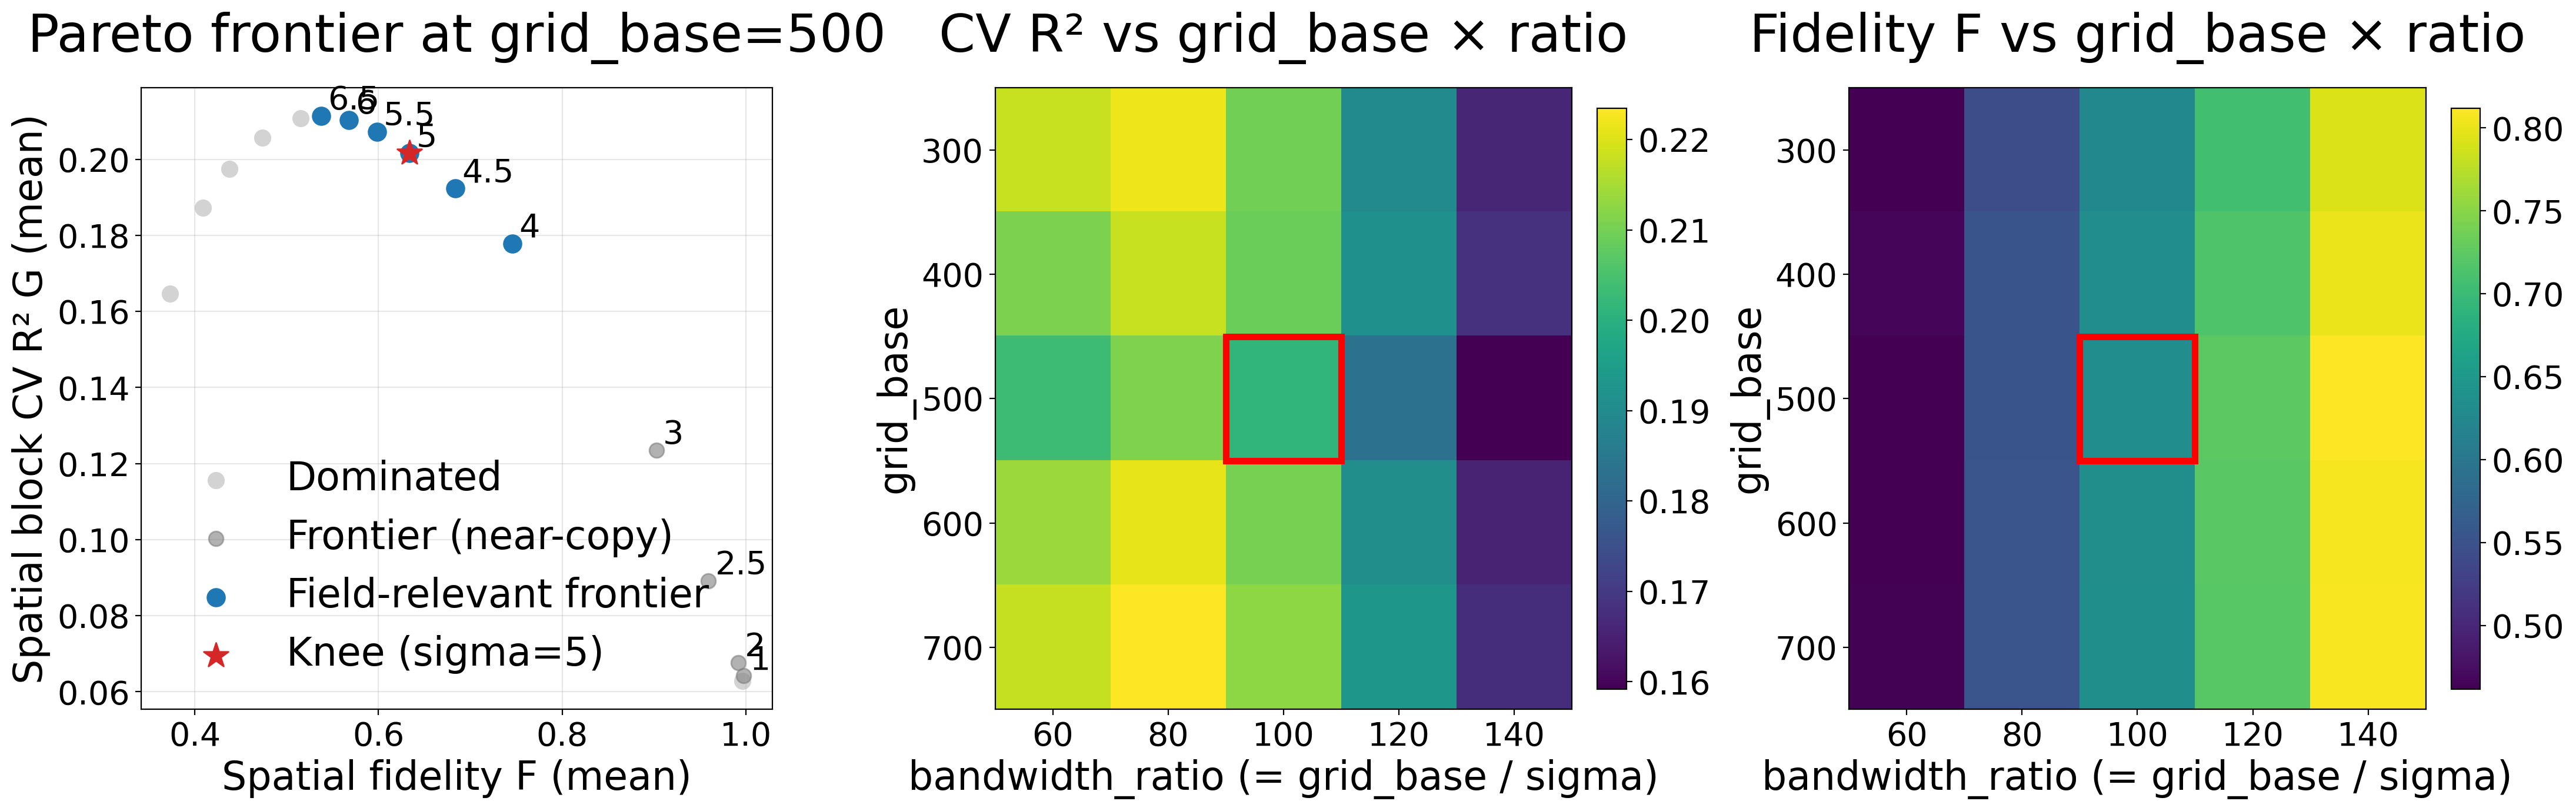 Pareto frontier at grid_base=500
Spatial block CV R² G (mean)
0.20
0.18
0.16
0.14
0.12
0.10
0.08
0.06
6.5
6
5.5
5
4.5
4
3
2.5
2
1
Dominated
Frontier (near-copy)
Field-relevant frontier
Knee (sigma=5)
0.4 0.6 0.8 1.0
Spatial fidelity F (mean)
CV R² vs grid_base × ratio
grid_base
300
400
500
600
700
60 80 100 120 140
bandwidth_ratio (= grid_base / sigma)
0.22
0.21
0.20
0.19
0.18
0.17
0.16
Fidelity F vs grid_base × ratio
grid_base
300
400
500
600
700
60 80 100 120 140
bandwidth_ratio (= grid_base / sigma)
0.80
0.75
0.70
0.65
0.60
0.55
0.50